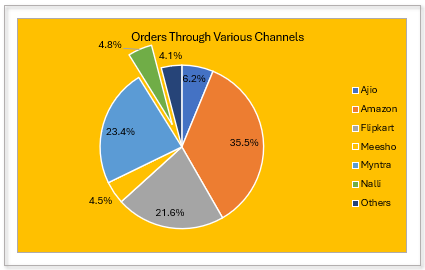 Orders Through Various Channels
4.8%
4.1%
6.2%
23.4%
35.5%
4.5%
21.6%
Ajio
Amazon
Flipkart
Meesho
Myntra
Nalli
Others